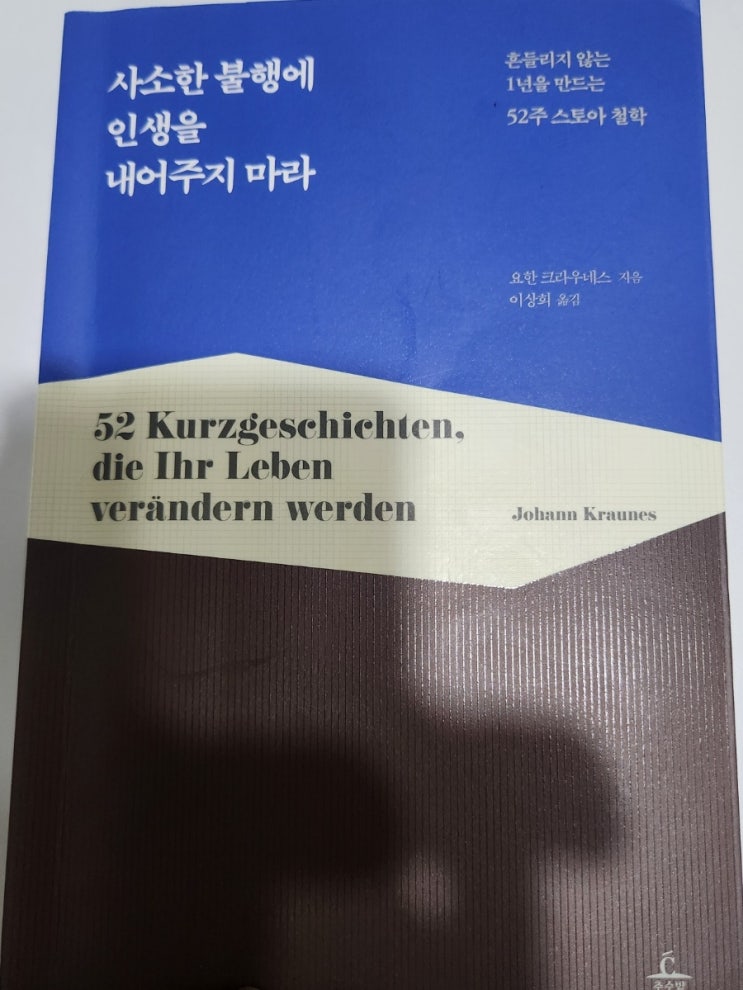 사소한 불행에
인생을
내어주지 마라
흔들리지 않는
1년을 만드는
52주 스토아 철학
요한 크라우네스 지음
이상희 옮김
52 Kurzgeschichten,
die Ihr Leben
verändern werden
Johann Kraunes
추수밭